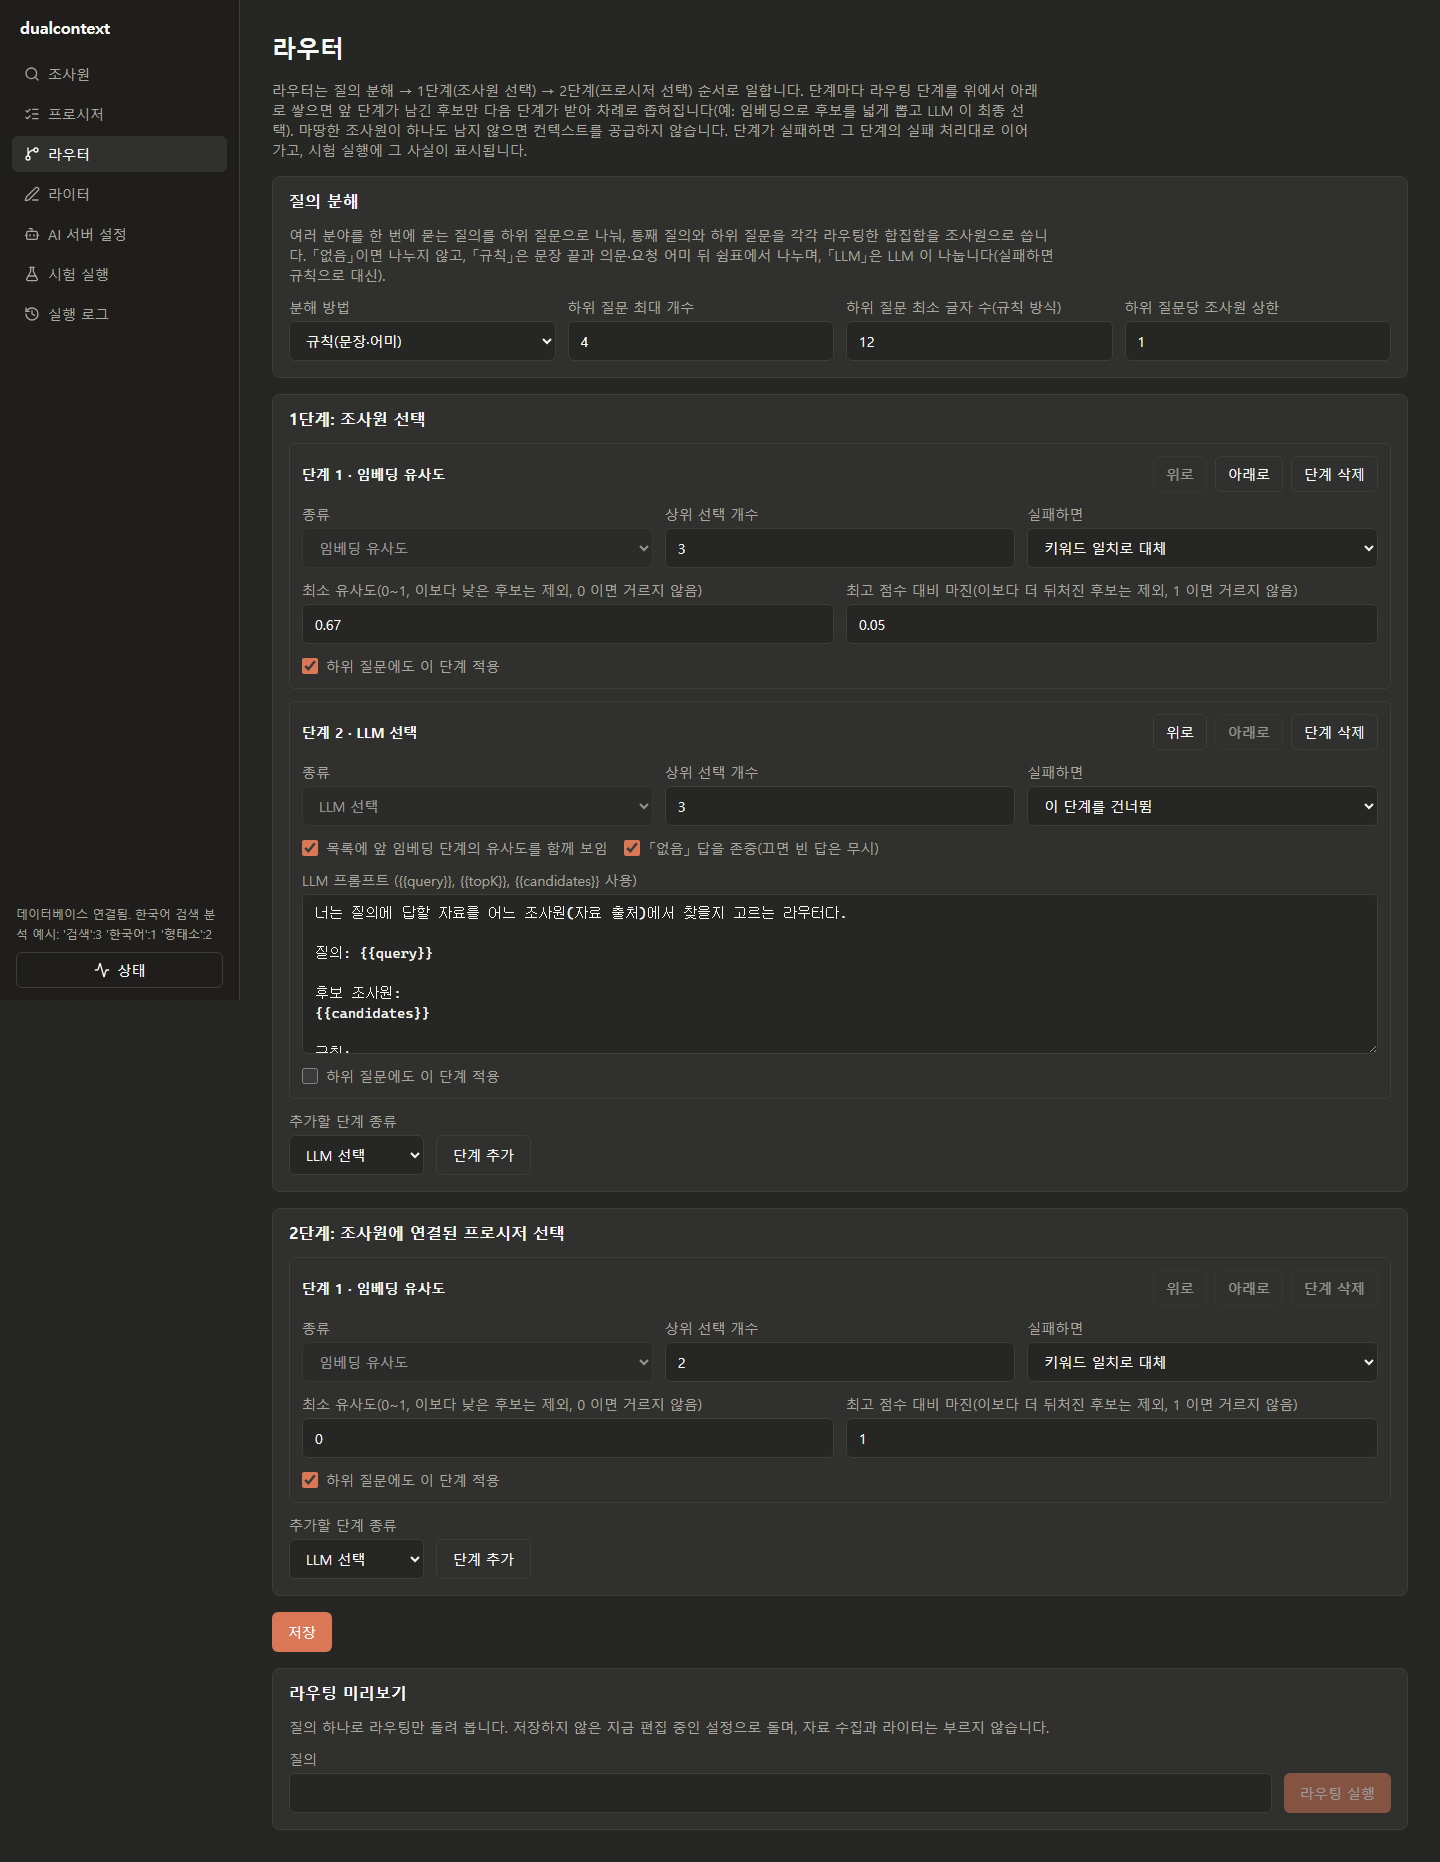 dualcontext
조사원
프로시저
라우터
라이터
AI 서버 설정
시험 실행
실행 로그
데이터베이스 연결됨. 한국어 검색 분
석 예시: '검색':3 '한국어':1 '형태소':2
상태
라우터
라우터는 질의 분해 → 1단계(조사원 선택) → 2단계(프로시저 선택) 순서로 일합니다. 단계마다 라우팅 단계를 위에서 아래
로 쌓으면 앞 단계가 남긴 후보만 다음 단계가 받아 차례로 좁혀집니다(예: 임베딩으로 후보를 넓게 뽑고 LLM 이 최종 선
택). 마땅한 조사원이 하나도 남지 않으면 컨텍스트를 공급하지 않습니다. 단계가 실패하면 그 단계의 실패 처리대로 이어
가고, 시험 실행에 그 사실이 표시됩니다.
질의 분해
여러 분야를 한 번에 묻는 질의를 하위 질문으로 나눠, 통째 질의와 하위 질문을 각각 라우팅한 합집합을 조사원으로 씁니
다. 「없음」이면 나누지 않고, 「규칙」은 문장 끝과 의문·요청 어미 뒤 쉼표에서 나누며, 「LLM」은 LLM 이 나눕니다(실패하면
규칙으로 대신).
분해 방법
하위 질문 최대 개수
하위 질문 최소 글자 수(규칙 방식)
하위 질문당 조사원 상한
규칙(문장·어미)
4
12
1
1단계: 조사원 선택
단계 1 · 임베딩 유사도
위로
아래로
단계 삭제
종류
상위 선택 개수
실패하면
임베딩 유사도
3
키워드 일치로 대체
최소 유사도(0~1, 이보다 낮은 후보는 제외, 0 이면 거르지 않음)
최고 점수 대비 마진(이보다 더 뒤처진 후보는 제외, 1 이면 거르지 않음)
0.67
0.05
하위 질문에도 이 단계 적용
단계 2 · LLM 선택
위로
아래로
단계 삭제
종류
상위 선택 개수
실패하면
LLM 선택
3
이 단계를 건너뜀
목록에 앞 임베딩 단계의 유사도를 함께 보임
「없음」 답을 존중(끄면 빈 답은 무시)
LLM 프롬프트 ({{query}}, {{topK}}, {{candidates}} 사용)
너는 질의에 답할 자료를 어느 조사원(자료 출처)에서 찾을지 고르는 라우터다.
질의: {{query}}
후보 조사원:
{{candidates}}
규칙:
하위 질문에도 이 단계 적용
추가할 단계 종류
LLM 선택
단계 추가
2단계: 조사원에 연결된 프로시저 선택
단계 1 · 임베딩 유사도
위로
아래로
단계 삭제
종류
상위 선택 개수
실패하면
임베딩 유사도
2
키워드 일치로 대체
최소 유사도(0~1, 이보다 낮은 후보는 제외, 0 이면 거르지 않음)
최고 점수 대비 마진(이보다 더 뒤처진 후보는 제외, 1 이면 거르지 않음)
0
1
하위 질문에도 이 단계 적용
추가할 단계 종류
LLM 선택
단계 추가
저장
라우팅 미리보기
질의 하나로 라우팅만 돌려 봅니다. 저장하지 않은 지금 편집 중인 설정으로 돌며, 자료 수집과 라이터는 부르지 않습니다.
질의
라우팅 실행